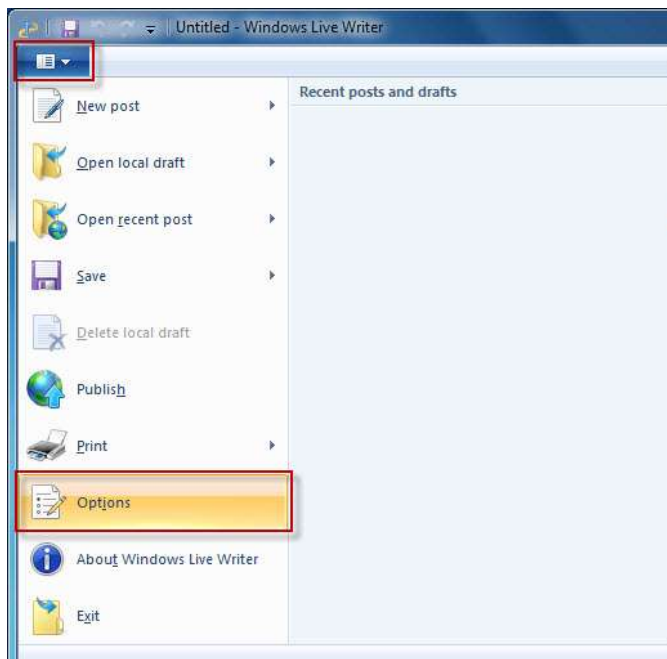 Untitled - Windows Live Writer
Recent posts and drafts
New post
Open local draft
Open recent post
Save
Delete local draft
Publish
Print
Options
About Windows Live Writer
Exit